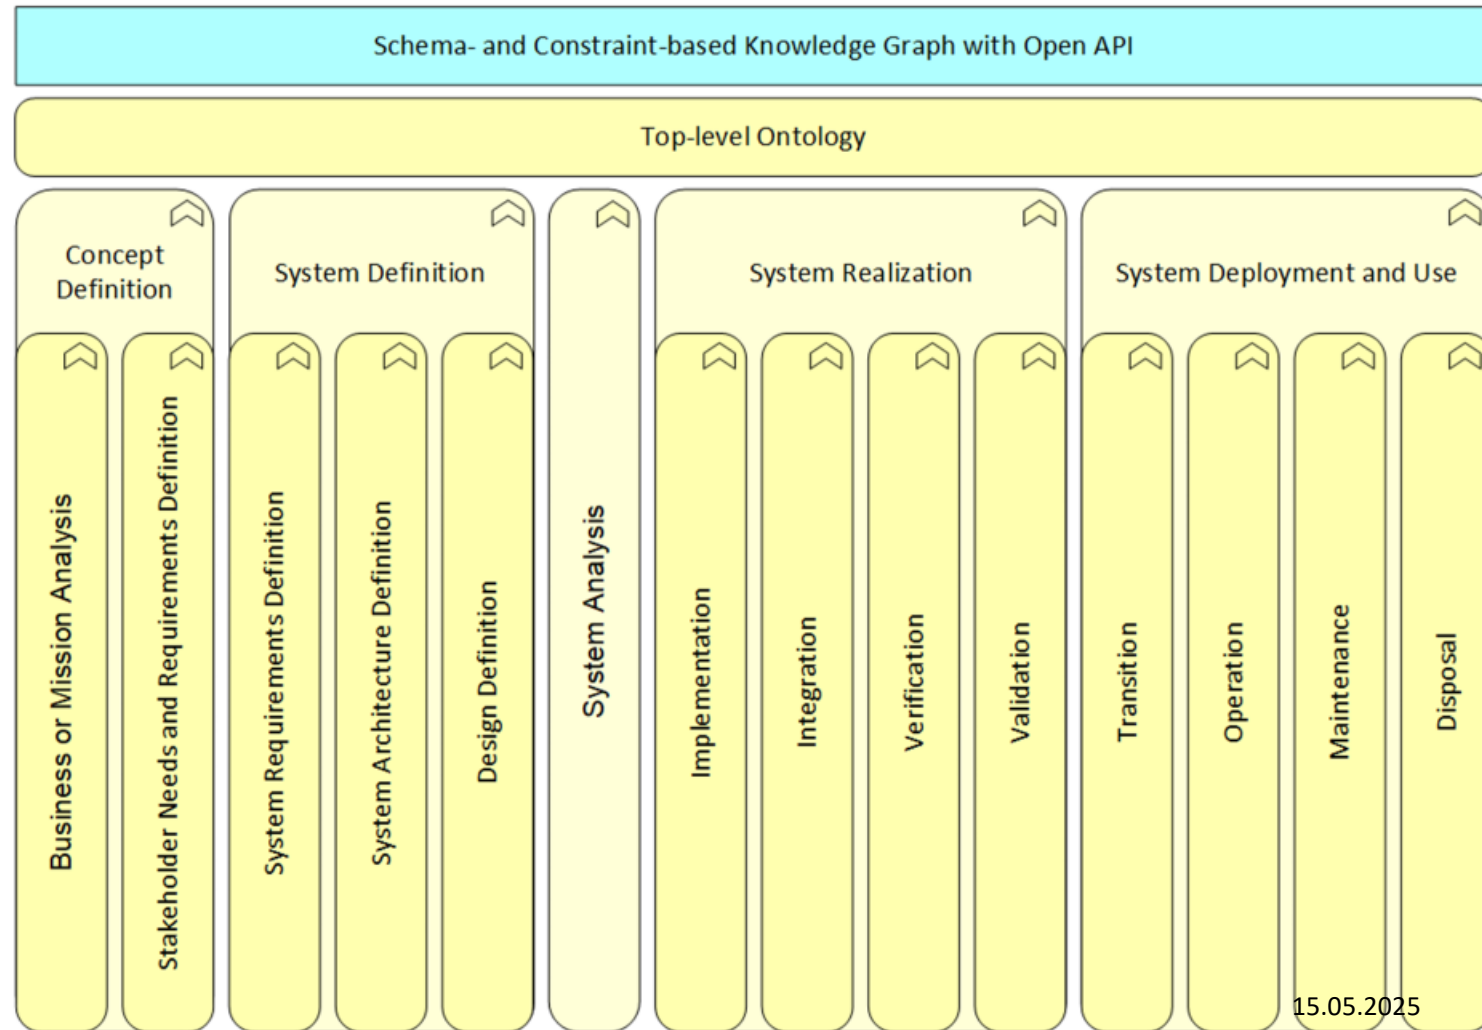 Schema- and Constraint-based Knowledge Graph with Open API
Top-level Ontology
Concept
Definition
System Definition
System Analysis
System Realization
System Deployment and Use
Business or Mission Analysis
Stakeholder Needs and Requirements Definition
System Requirements Definition
System Architecture Definition
Design Definition
Implementation
Integration
Verification
Validation
Transition
Operation
Maintenance
Disposal
15.05.2025